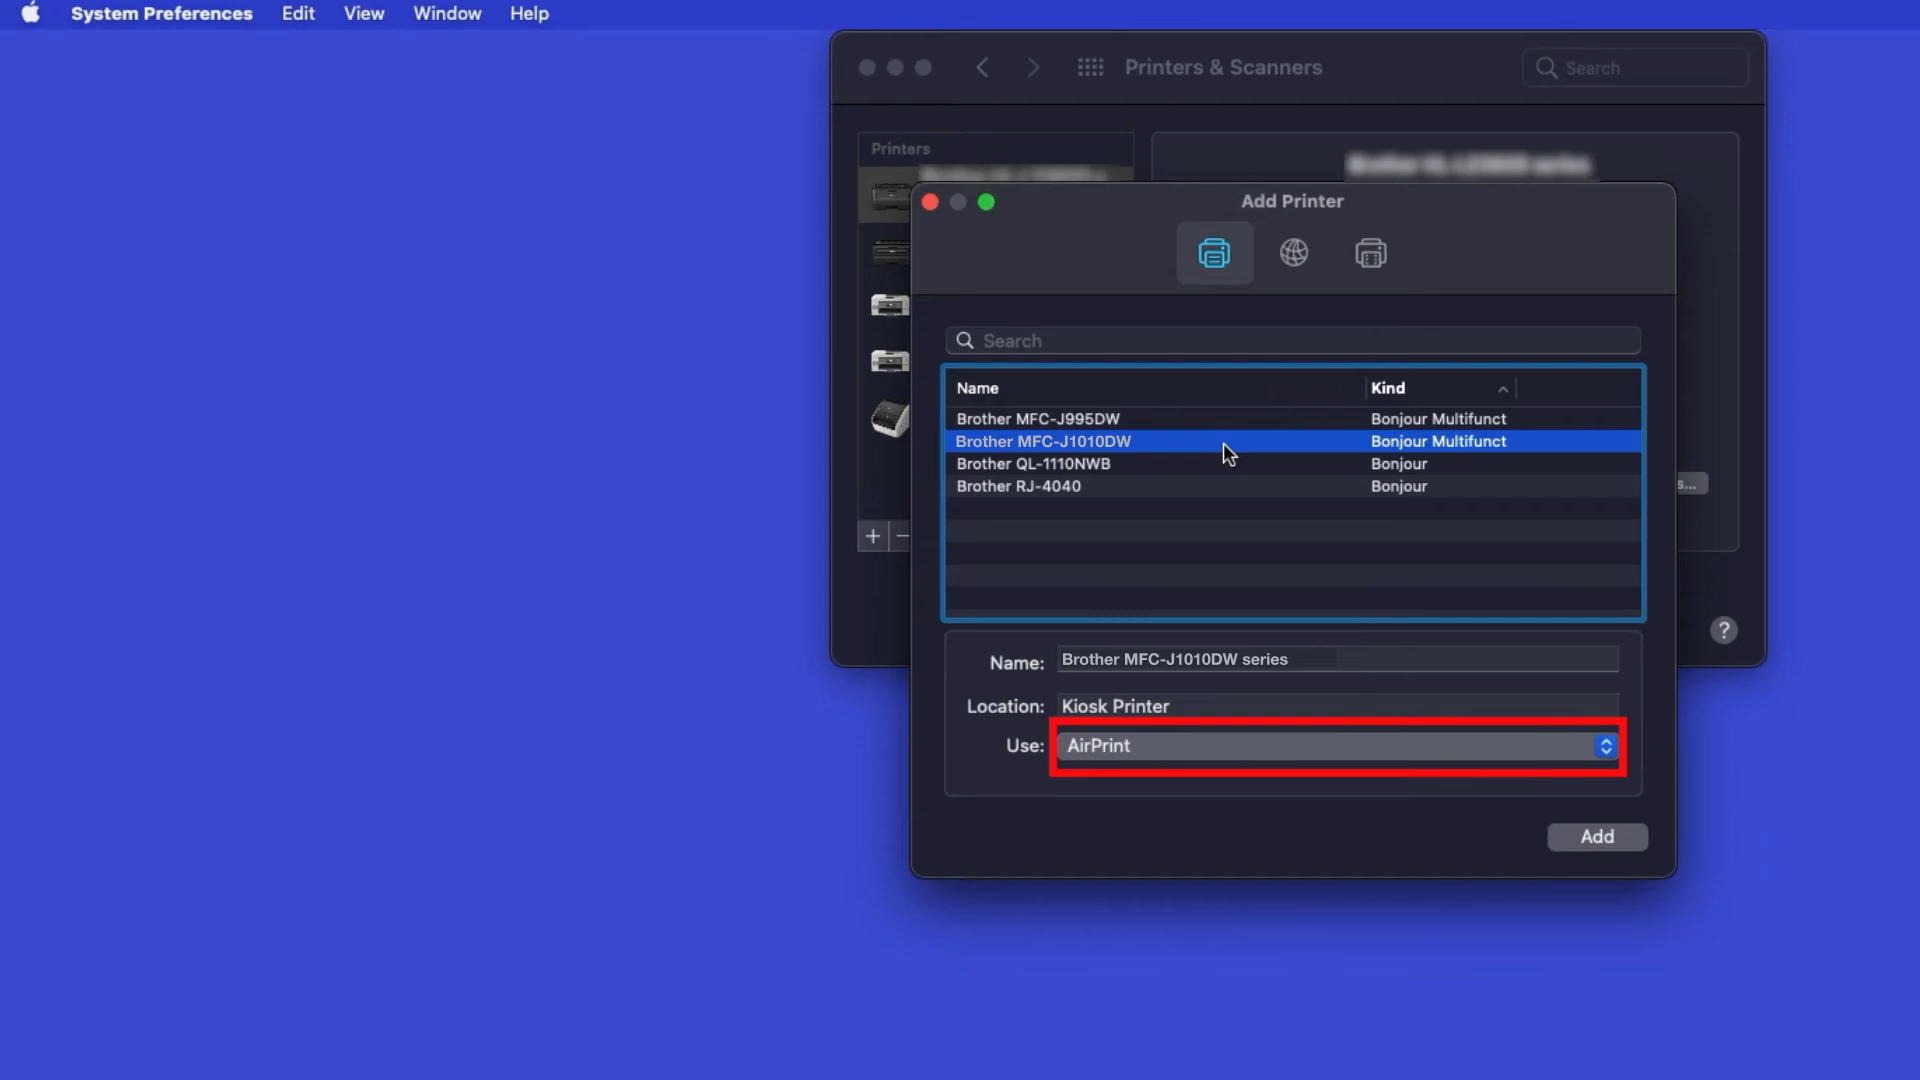 System Preferences Edit View Window Help
Printers & Scanners
Search
Printers
Add Printer
Search
Name Kind
Brother MFC-J995DW Bonjour Multifunct
Brother MFC-J1010DW Bonjour Multifunct
Brother QL-1110NWB Bonjour
Brother RJ-4040 Bonjour
s...
+ −
?
Name: Brother MFC-J1010DW series
Location: Kiosk Printer
Use: AirPrint
Add